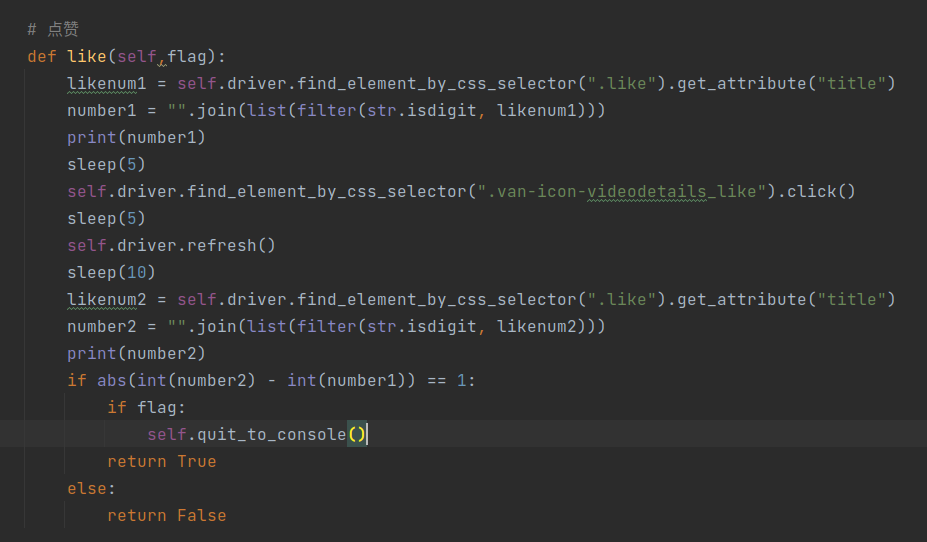 # 点赞
def like(self,flag):
    likenum1 = self.driver.find_element_by_css_selector(".like").get_attribute("title")
    number1 = "".join(list(filter(str.isdigit, likenum1)))
    print(number1)
    sleep(5)
    self.driver.find_element_by_css_selector(".van-icon-videodetails_like").click()
    sleep(5)
    self.driver.refresh()
    sleep(10)
    likenum2 = self.driver.find_element_by_css_selector(".like").get_attribute("title")
    number2 = "".join(list(filter(str.isdigit, likenum2)))
    print(number2)
    if abs(int(number2) - int(number1)) == 1:
        if flag:
            self.quit_to_console()
        return True
    else:
        return False